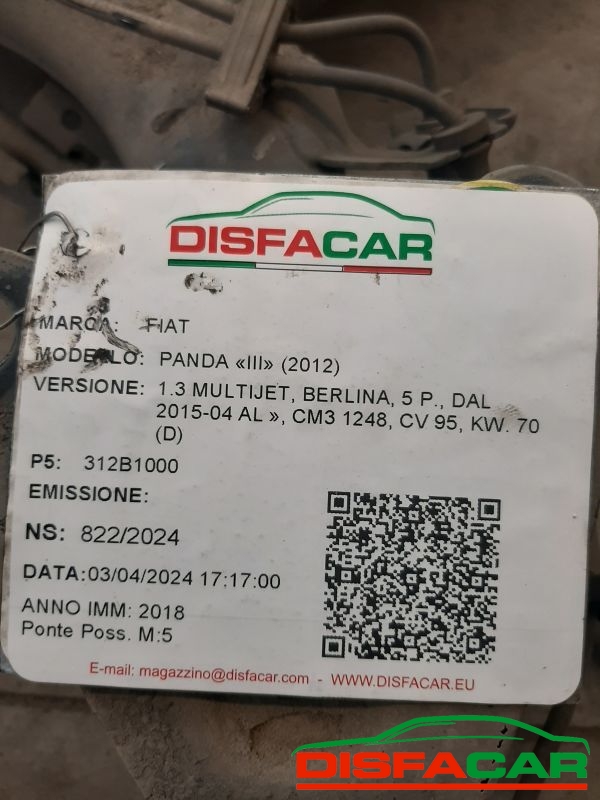 DISFACAR
MARCA: FIAT
MODELLO: PANDA «III» (2012)
VERSIONE: 1.3 MULTIJET, BERLINA, 5 P., DAL
2015-04 AL », CM3 1248, CV 95, KW. 70
(D)
P5: 312B1000
EMISSIONE:
NS: 822/2024
DATA:03/04/2024 17:17:00
ANNO IMM: 2018
Ponte Poss. M:5
E-mail: magazzino@disfacar.com - WWW.DISFACAR.EU
DISFACAR